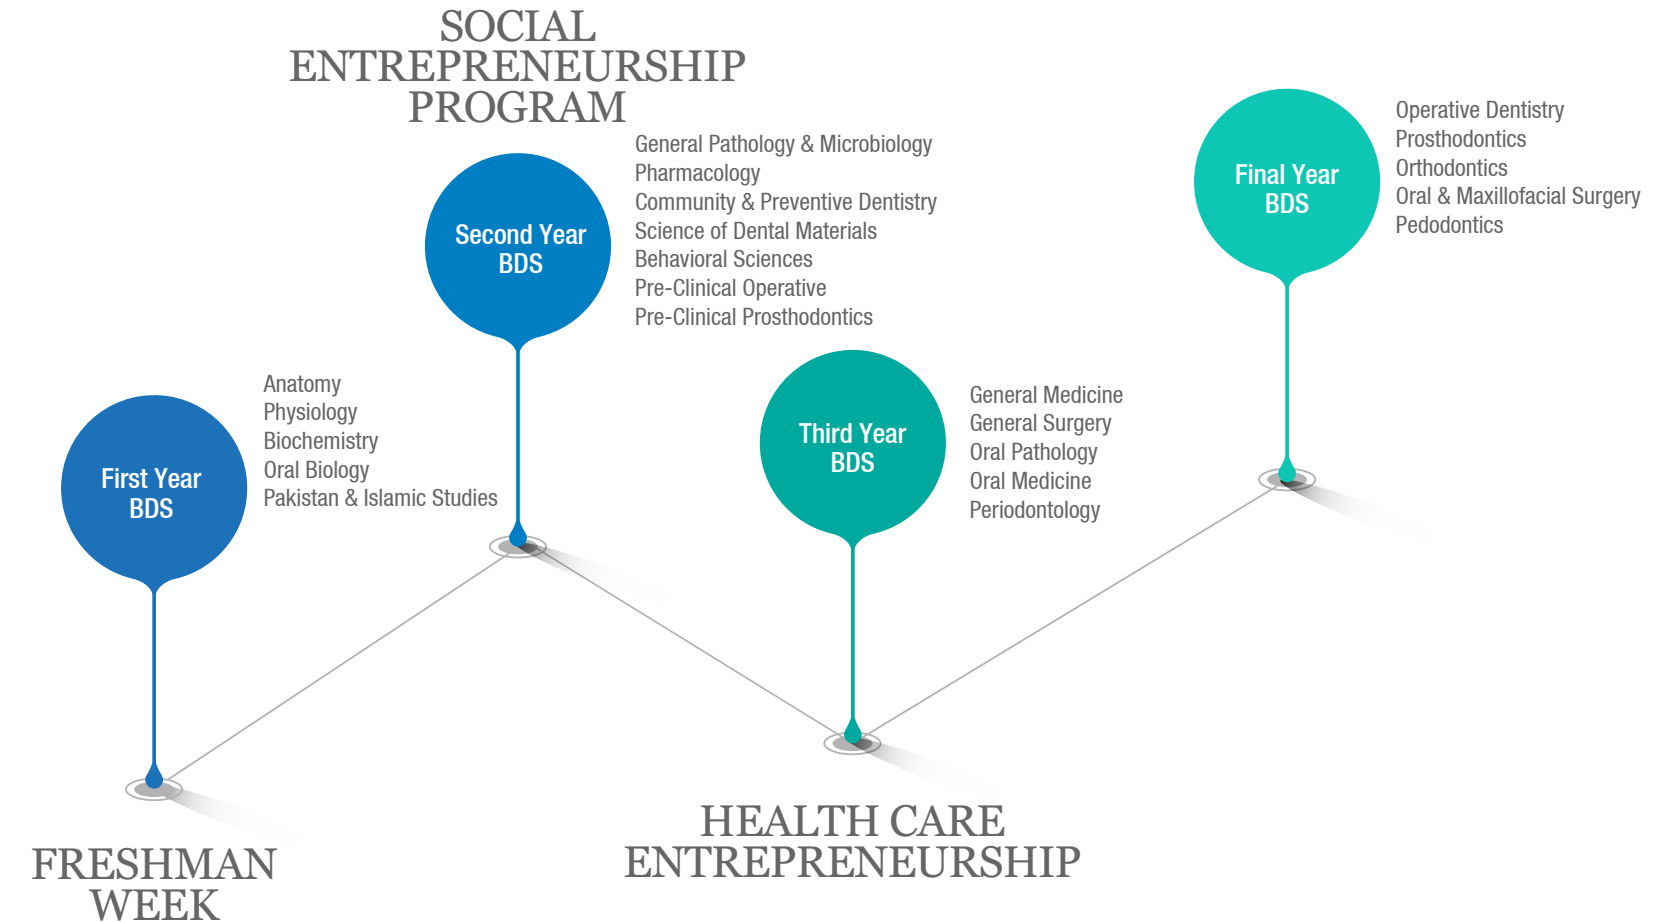 SOCIAL
ENTREPRENEURSHIP
PROGRAM
First Year
BDS
Anatomy
Physiology
Biochemistry
Oral Biology
Pakistan & Islamic Studies
FRESHMAN
WEEK
Second Year
BDS
General Pathology & Microbiology
Pharmacology
Community & Preventive Dentistry
Science of Dental Materials
Behavioral Sciences
Pre-Clinical Operative
Pre-Clinical Prosthodontics
Third Year
BDS
General Medicine
General Surgery
Oral Pathology
Oral Medicine
Periodontology
HEALTH CARE
ENTREPRENEURSHIP
Final Year
BDS
Operative Dentistry
Prosthodontics
Orthodontics
Oral & Maxillofacial Surgery
Pedodontics